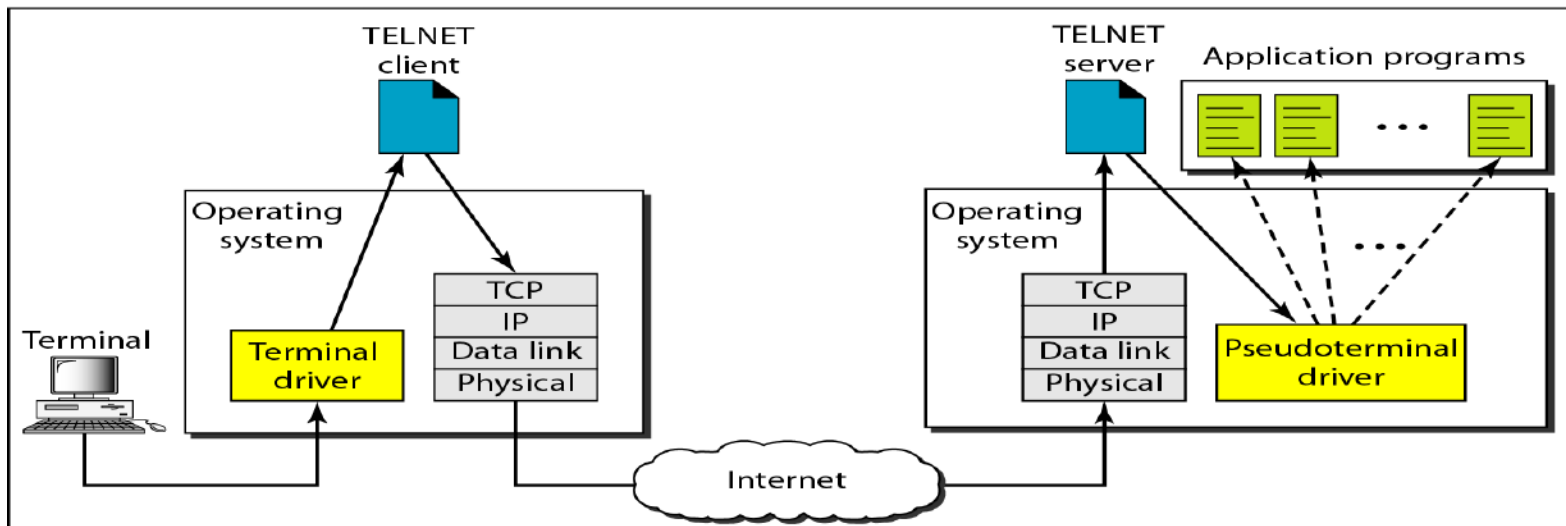 TELNET
client
TELNET
server
Application programs
Operating
system
TCP
IP
Data link
Physical
Terminal
Terminal
driver
Operating
system
TCP
IP
Data link
Physical
Pseudoterminal
driver
Internet